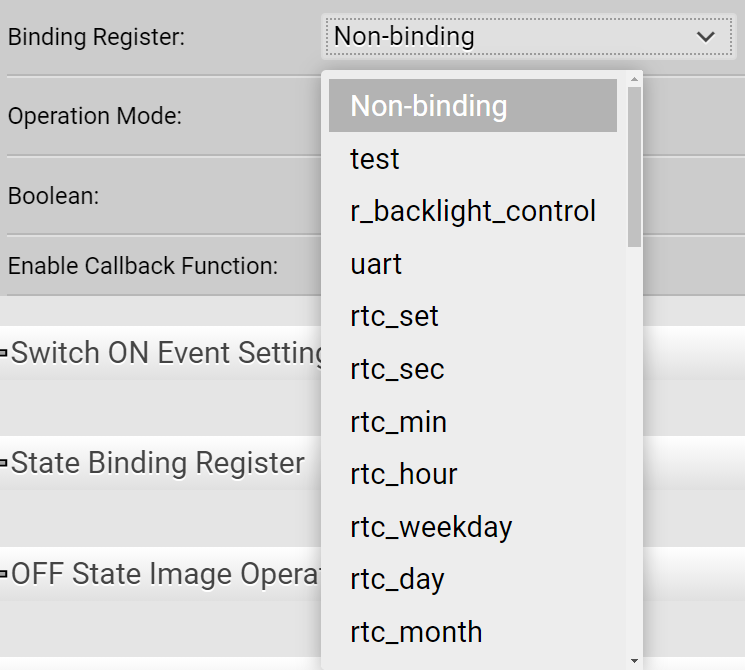 Binding Register: Non-binding
Non-binding
Operation Mode:
test
Boolean:
r_backlight_control
Enable Callback Function:
uart
rtc_set
Switch ON Event Setting
rtc_sec
rtc_min
State Binding Register
rtc_hour
rtc_weekday
OFF State Image Opera
rtc_day
rtc_month